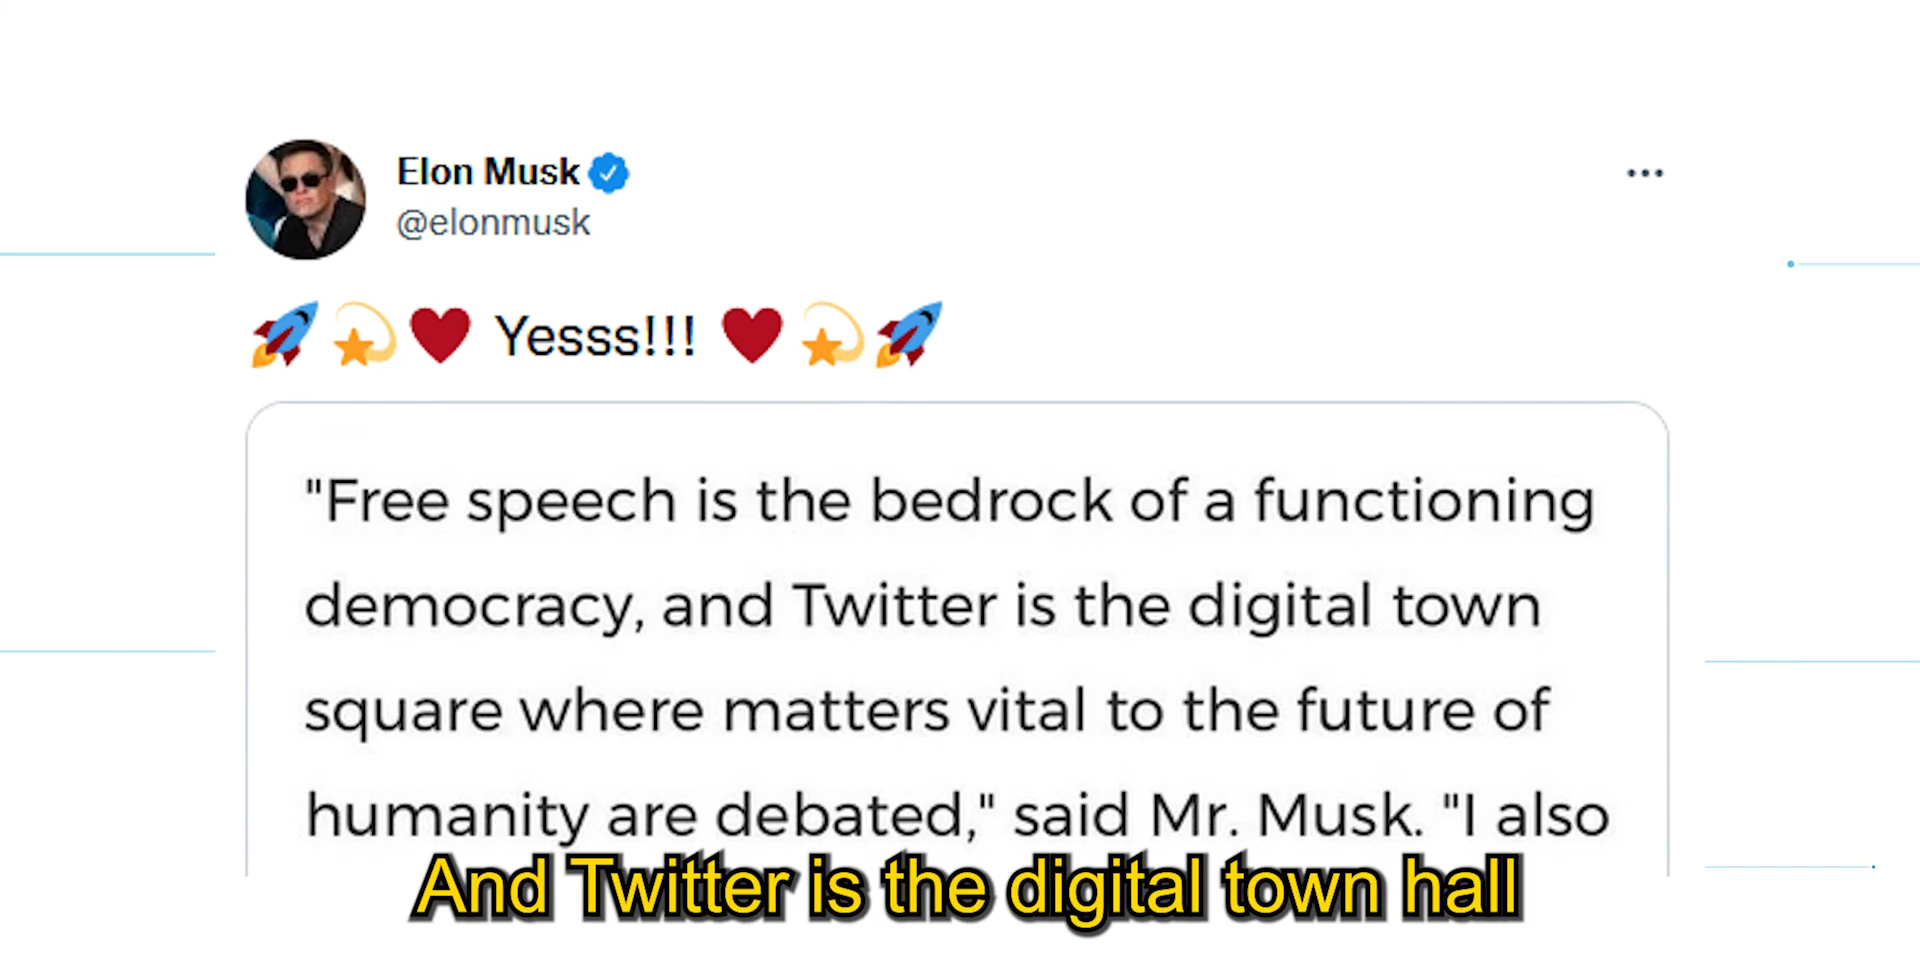 Elon Musk
@elonmusk
🚀💫❤️ Yesss!!! ❤️💫🚀
"Free speech is the bedrock of a functioning
democracy, and Twitter is the digital town
square where matters vital to the future of
humanity are debated," said Mr. Musk. "I also
And Twitter is the digital town hall